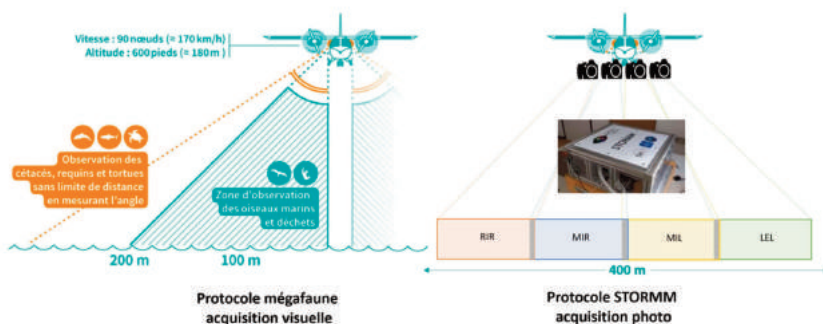 Vitesse : 90 nœuds (≈ 170 km/h)
Altitude : 600 pieds (≈ 180 m)
Observation des
cétacés, requins et tortues
sans limite de distance
en mesurant l'angle
Zone d'observation
des oiseaux marins
et déchets
200 m
100 m
Protocole mégafaune
acquisition visuelle
STORMM
RIR
MIR
MIL
LEL
400 m
Protocole STORMM
acquisition photo